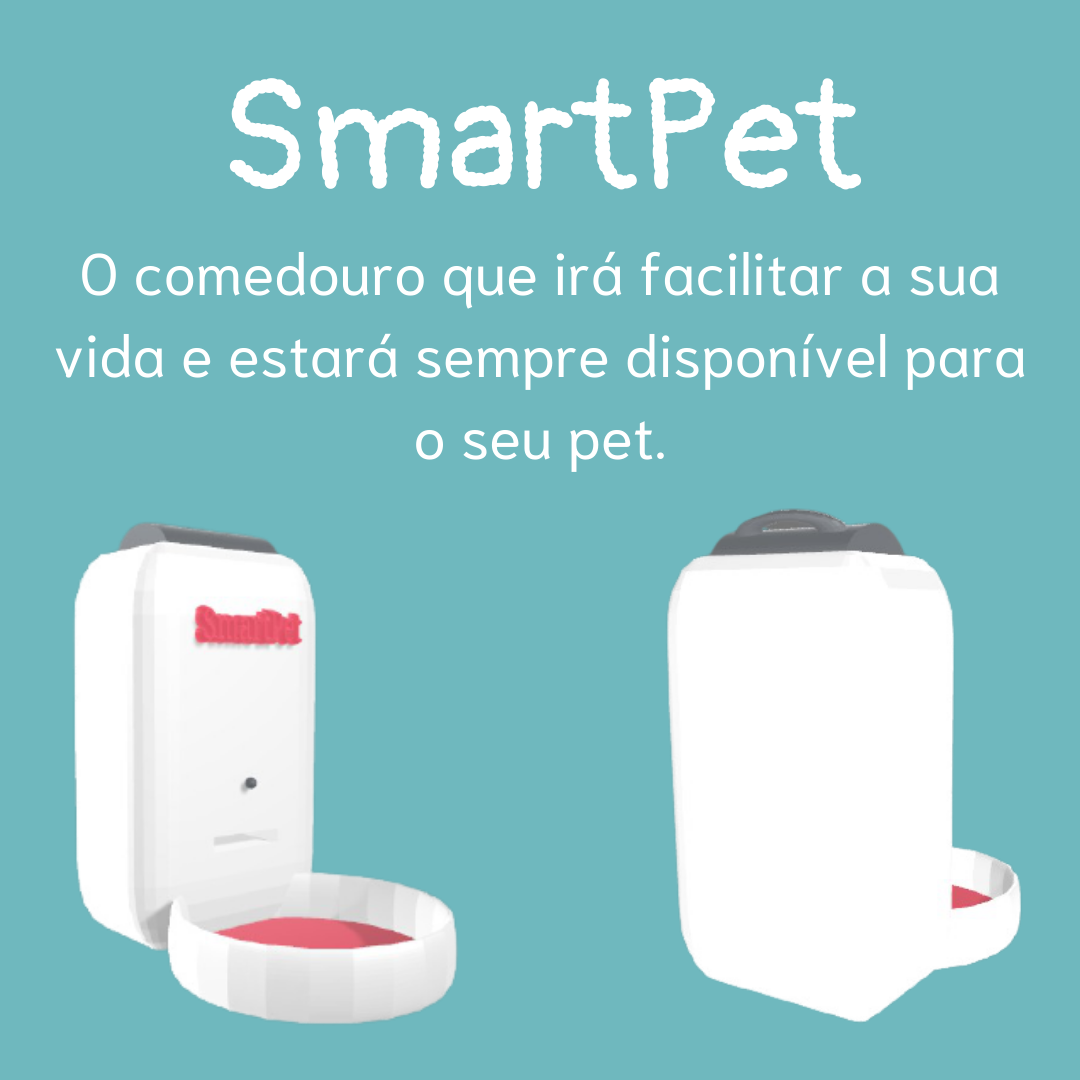 SmartPet
O comedouro que irá facilitar a sua
vida e estará sempre disponível para
o seu pet.
SmartPet